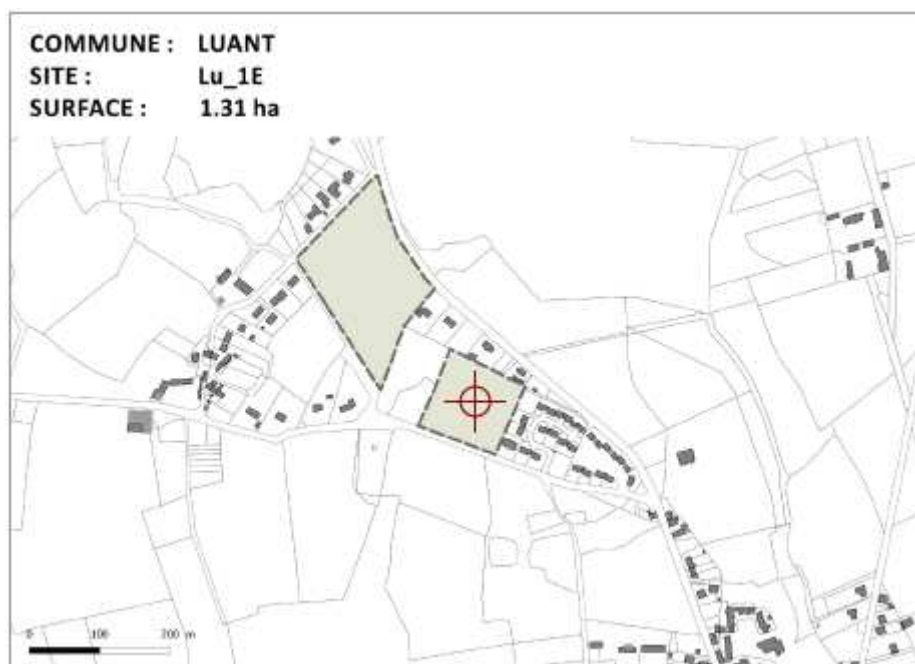 COMMUNE : LUANT
SITE : Lu_1E
SURFACE : 1.31 ha
0 100 200 m